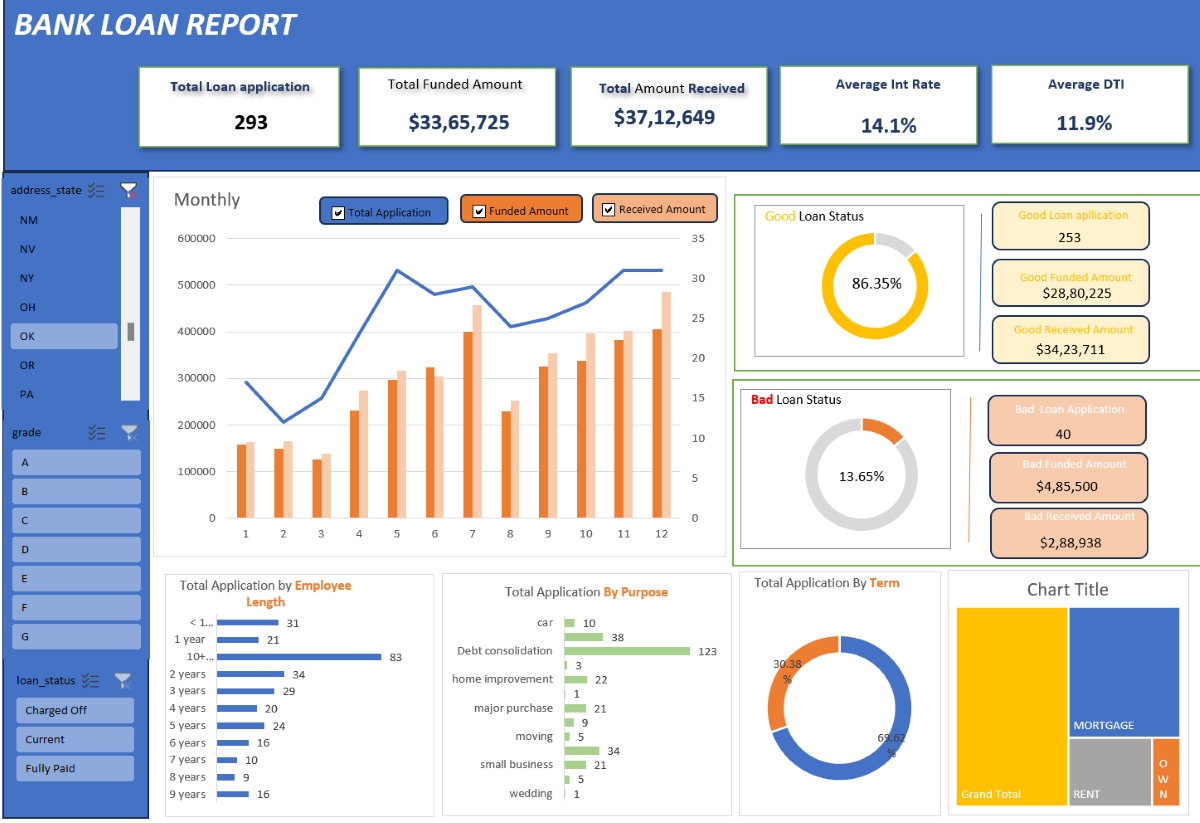 BANK LOAN REPORT
Total Loan application
293
Total Funded Amount
$33,65,725
Total Amount Received
$37,12,649
Average Int Rate
14.1%
Average DTI
11.9%
address_state
NM
NV
NY
OH
OK
OR
PA
grade
A
B
C
D
E
F
G
loan_status
Charged Off
Current
Fully Paid
Monthly
Total Application
Funded Amount
Received Amount
600000
500000
400000
300000
200000
100000
0
35
30
25
20
15
10
5
0
1 2 3 4 5 6 7 8 9 10 11 12
Good Loan Status
86.35%
Good Loan apllication
253
Good Funded Amount
$28,80,225
Good Received Amount
$34,23,711
Bad Loan Status
13.65%
Bad Loan Application
40
Bad Funded Amount
$4,85,500
Bad Received Amount
$2,88,938
Total Application by Employee
Length
< 1... 31
1 year 21
10+... 83
2 years 34
3 years 29
4 years 20
5 years 24
6 years 16
7 years 10
8 years 9
9 years 16
Total Application By Purpose
car 10
38
Debt consolidation 123
3
home improvement 22
1
major purchase 21
9
moving 5
34
small business 21
5
wedding 1
Total Application By Term
30.38
%
69.62
%
Chart Title
Grand Total
MORTGAGE
RENT
O
W
N